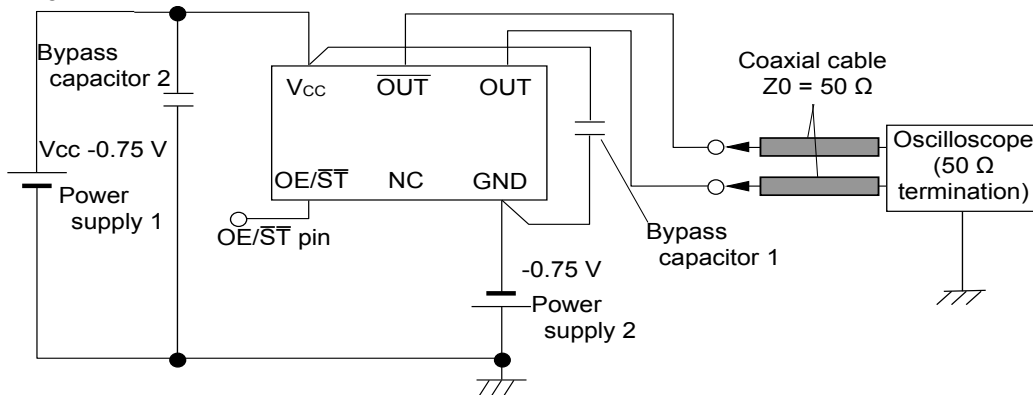 Bypass
capacitor 2
Vcc -0.75 V
Power
supply 1
VCC
OUT
OUT
OE/ST
NC
GND
OE/ST pin
Bypass
capacitor 1
-0.75 V
Power
supply 2
Coaxial cable
Z0 = 50 Ω
Oscilloscope
(50 Ω
termination)